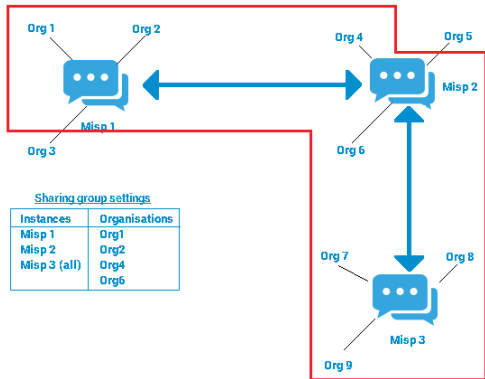 Org 1
Org 2
Misp 1
Org 3
Org 4
Org 5
Misp 2
Org 6
Sharing group settings
Instances Organisations
Misp 1 Org1
Misp 2 Org2
Misp 3 (all) Org4
Org6
Org 7
Org 8
Misp 3
Org 9